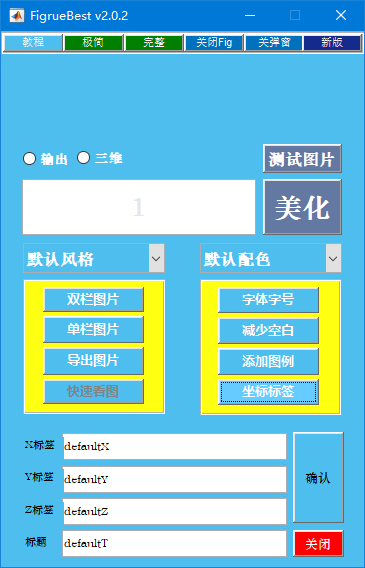 FigrueBest v2.0.2
教程 极简 完整 关闭Fig 关弹窗 新版
输出 三维 测试图片
1 美化
默认风格 默认配色
双栏图片 字体字号
单栏图片 减少空白
导出图片 添加图例
快速看图 坐标标签
X标签 defaultX
Y标签 defaultY
确认
Z标签 defaultZ
标题 defaultT 关闭